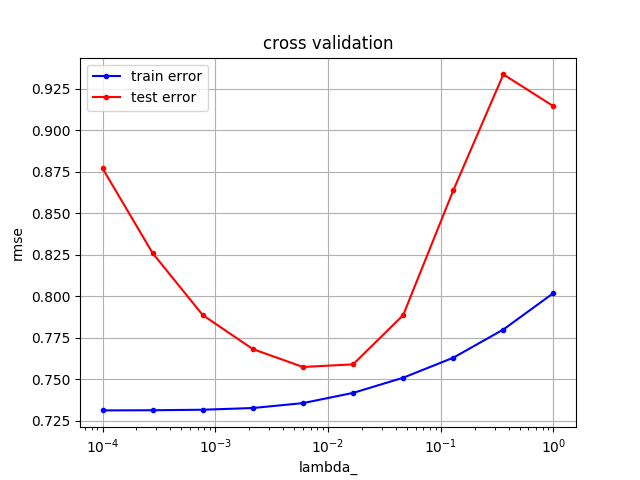 cross validation
train error
test error
0.925
0.900
0.875
0.850
0.825
0.800
0.775
0.750
0.725
rmse
10⁻⁴ 10⁻³ 10⁻² 10⁻¹ 10⁰
lambda_